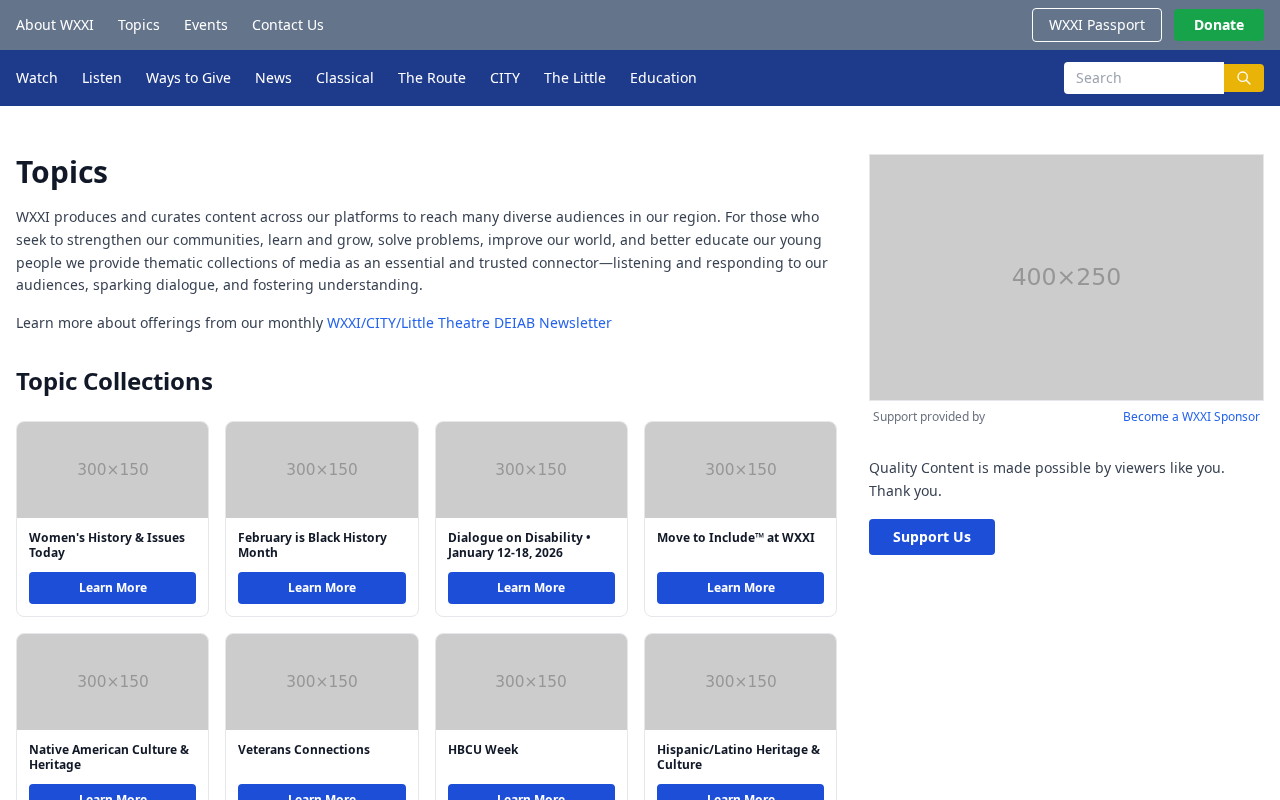 About WXXI Topics Events Contact Us WXXI Passport Donate
Watch Listen Ways to Give News Classical The Route CITY The Little Education Search
Topics
WXXI produces and curates content across our platforms to reach many diverse audiences in our region. For those who
seek to strengthen our communities, learn and grow, solve problems, improve our world, and better educate our young
people we provide thematic collections of media as an essential and trusted connector—listening and responding to our
audiences, sparking dialogue, and fostering understanding.
Learn more about offerings from our monthly WXXI/CITY/Little Theatre DEIAB Newsletter
Topic Collections
300×150
Women's History & Issues
Today
Learn More
300×150
February is Black History
Month
Learn More
300×150
Dialogue on Disability •
January 12-18, 2026
Learn More
300×150
Move to Include™ at WXXI
Learn More
300×150
Native American Culture &
Heritage
Learn More
300×150
Veterans Connections
Learn More
300×150
HBCU Week
Learn More
300×150
Hispanic/Latino Heritage &
Culture
Learn More
400×250
Support provided by Become a WXXI Sponsor
Quality Content is made possible by viewers like you.
Thank you.
Support Us